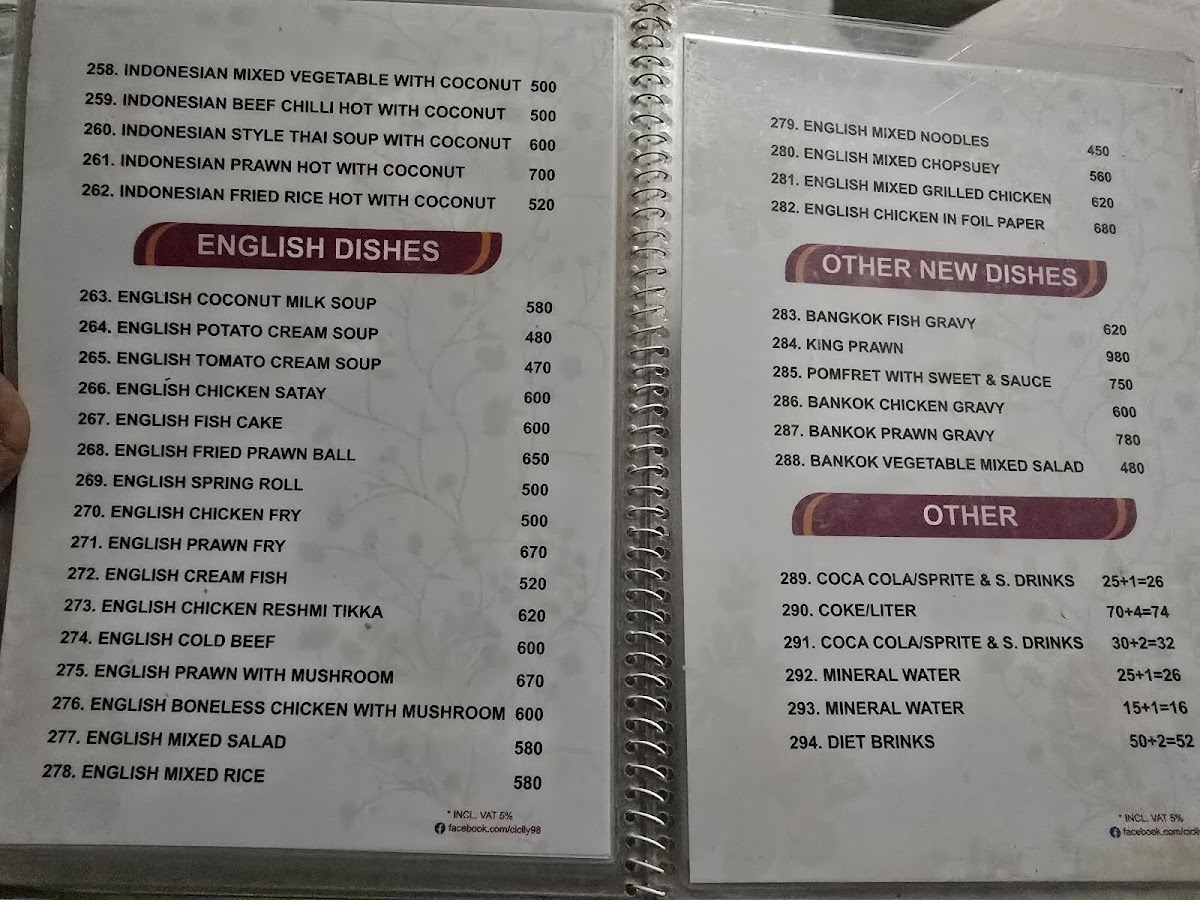 258. INDONESIAN MIXED VEGETABLE WITH COCONUT 500
259. INDONESIAN BEEF CHILLI HOT WITH COCONUT 500
260. INDONESIAN STYLE THAI SOUP WITH COCONUT 600
261. INDONESIAN PRAWN HOT WITH COCONUT 700
262. INDONESIAN FRIED RICE HOT WITH COCONUT 520
ENGLISH DISHES
263. ENGLISH COCONUT MILK SOUP 580
264. ENGLISH POTATO CREAM SOUP 480
265. ENGLISH TOMATO CREAM SOUP 470
266. ENGLISH CHICKEN SATAY 600
267. ENGLISH FISH CAKE 600
268. ENGLISH FRIED PRAWN BALL 650
269. ENGLISH SPRING ROLL 500
270. ENGLISH CHICKEN FRY 500
271. ENGLISH PRAWN FRY 670
272. ENGLISH CREAM FISH 520
273. ENGLISH CHICKEN RESHMI TIKKA 620
274. ENGLISH COLD BEEF 600
275. ENGLISH PRAWN WITH MUSHROOM 670
276. ENGLISH BONELESS CHICKEN WITH MUSHROOM 600
277. ENGLISH MIXED SALAD 580
278. ENGLISH MIXED RICE 580
* INCL. VAT 5%
facebook.com/cicily98
279. ENGLISH MIXED NOODLES 450
280. ENGLISH MIXED CHOPSUEY 560
281. ENGLISH MIXED GRILLED CHICKEN 620
282. ENGLISH CHICKEN IN FOIL PAPER 680
OTHER NEW DISHES
283. BANGKOK FISH GRAVY 620
284. KING PRAWN 980
285. POMFRET WITH SWEET & SAUCE 750
286. BANKOK CHICKEN GRAVY 600
287. BANKOK PRAWN GRAVY 780
288. BANKOK VEGETABLE MIXED SALAD 480
OTHER
289. COCA COLA/SPRITE & S. DRINKS 25+1=26
290. COKE/LITER 70+4=74
291. COCA COLA/SPRITE & S. DRINKS 30+2=32
292. MINERAL WATER 25+1=26
293. MINERAL WATER 15+1=16
294. DIET BRINKS 50+2=52
* INCL. VAT 5%